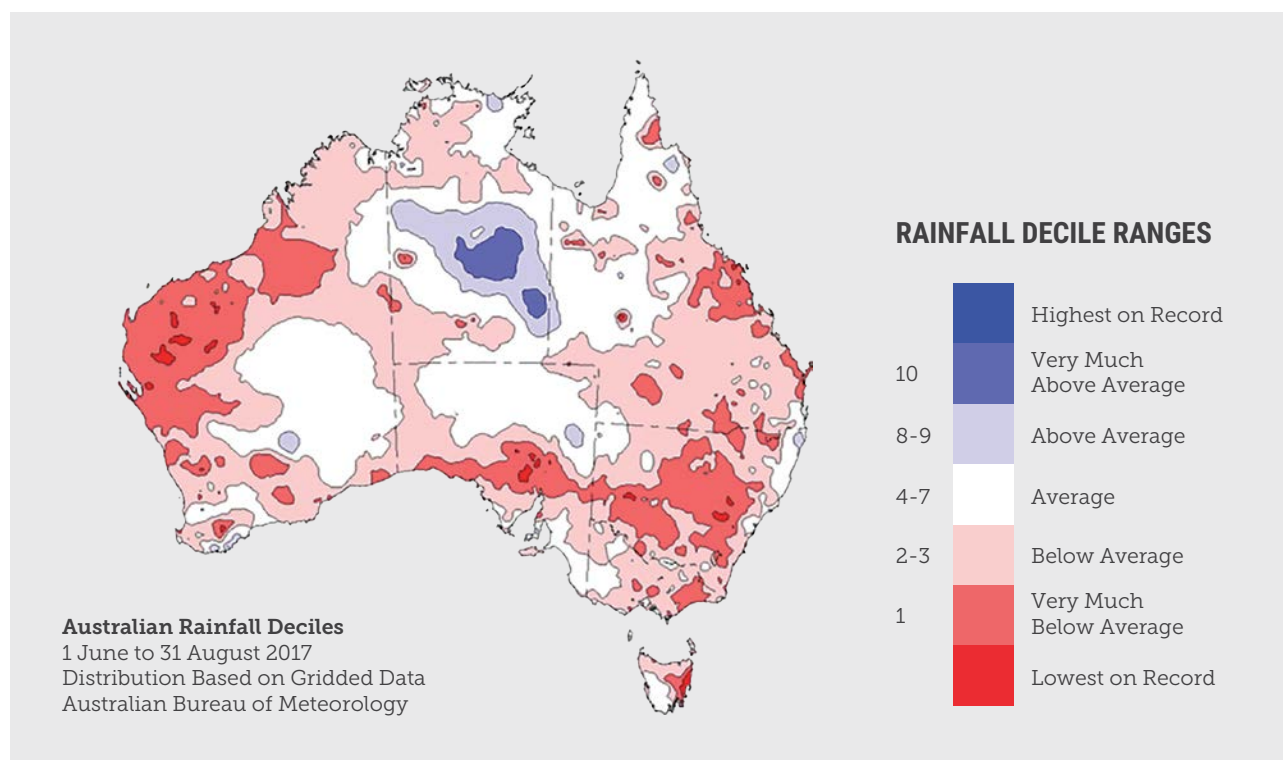 RAINFALL DECILE RANGES
Highest on Record
10
Very Much
Above Average
8-9
Above Average
4-7
Average
2-3
Below Average
1
Very Much
Below Average
Lowest on Record
Australian Rainfall Deciles
1 June to 31 August 2017
Distribution Based on Gridded Data
Australian Bureau of Meteorology